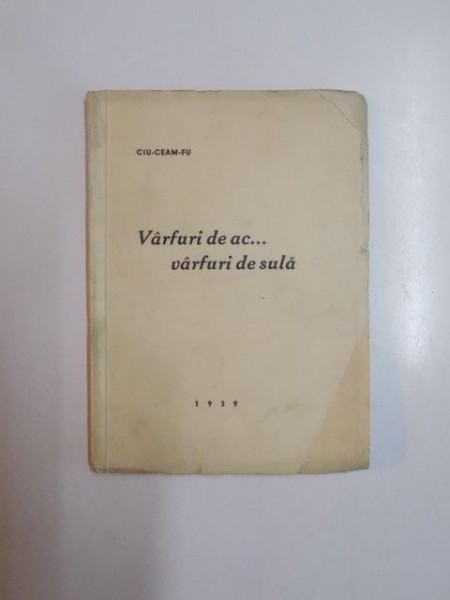 CIU-CEAM-FU
Vârfuri de ac...
vârfuri de sulă
1939